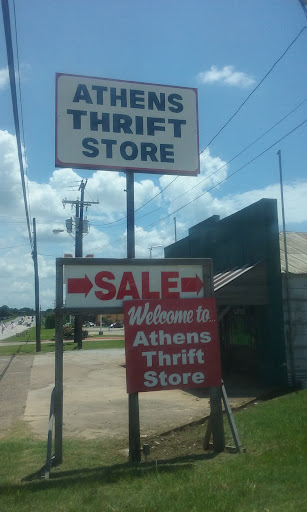 ATHENS
THRIFT
STORE
SALE
Welcome to...
Athens
Thrift
Store